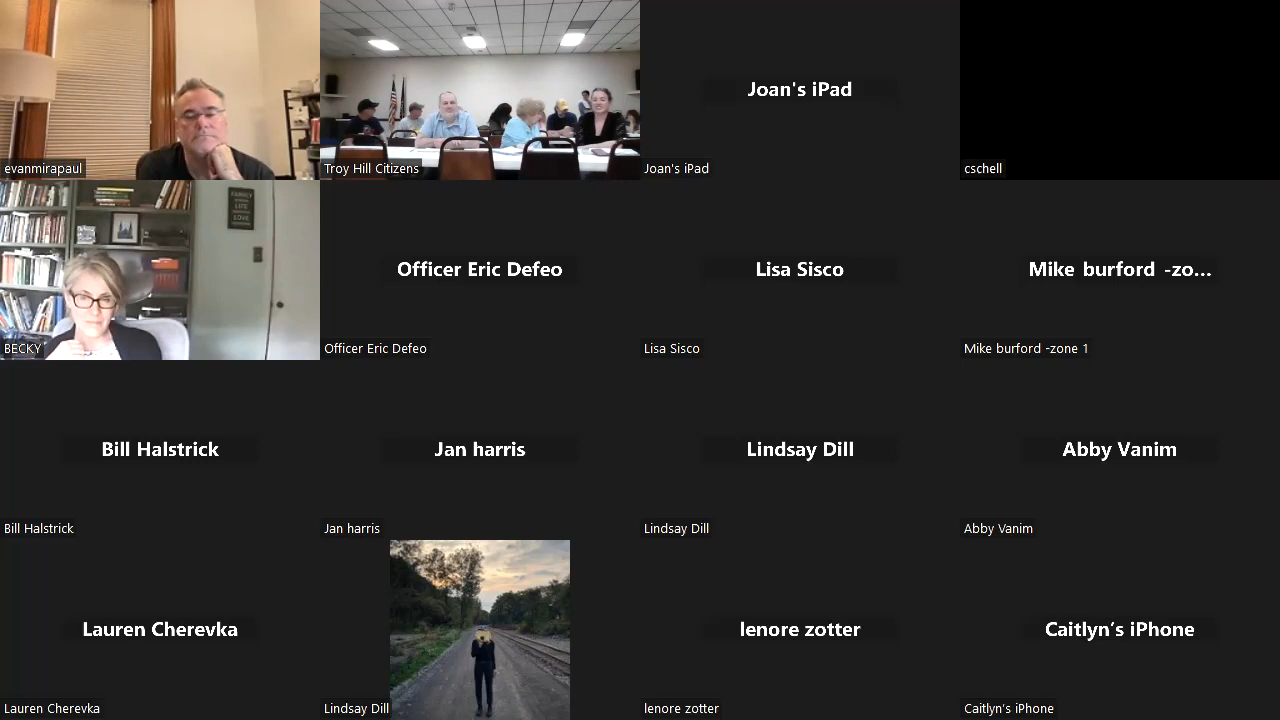 evanmirapaul
Troy Hill Citizens
Joan's iPad
Joan's iPad
cschell
FAMILY
LIFE
LOVE
BECKY
Officer Eric Defeo
Officer Eric Defeo
Lisa Sisco
Lisa Sisco
Mike burford -zo...
Mike burford -zone 1
Bill Halstrick
Bill Halstrick
Jan harris
Jan harris
Lindsay Dill
Lindsay Dill
Abby Vanim
Abby Vanim
Lauren Cherevka
Lauren Cherevka
Lindsay Dill
lenore zotter
lenore zotter
Caitlyn’s iPhone
Caitlyn’s iPhone